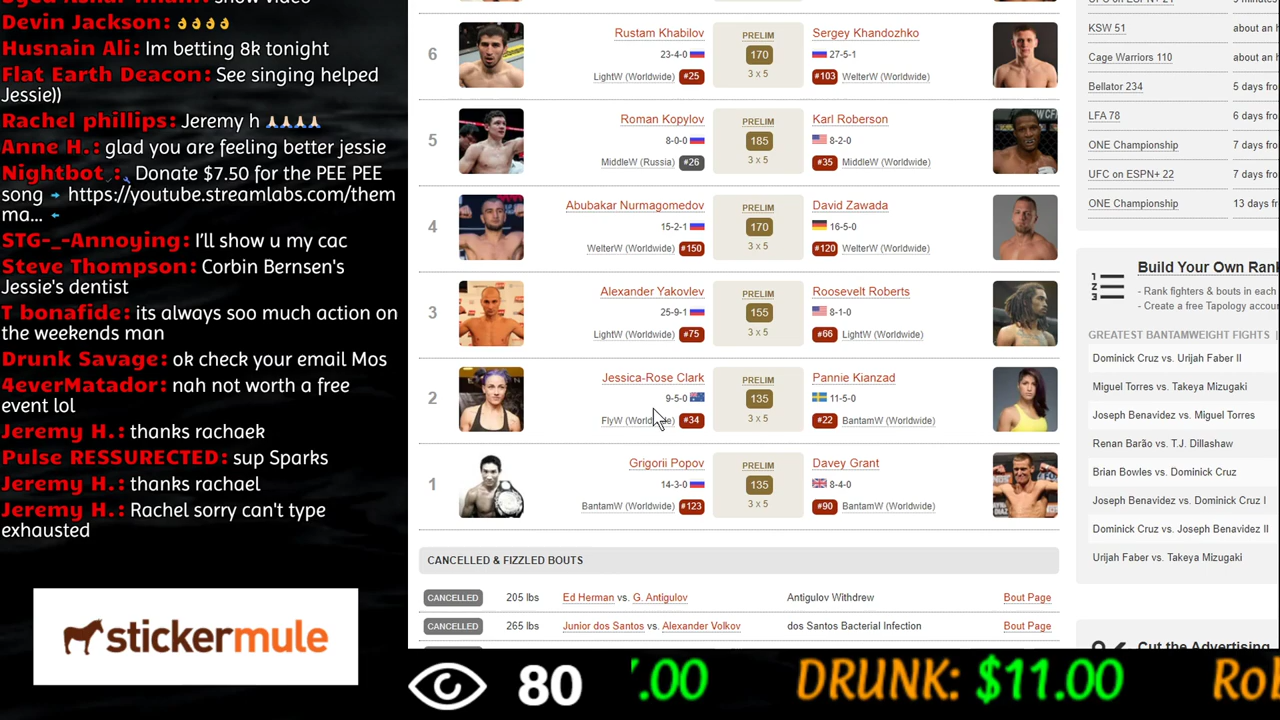 Devin Jackson: 👌👌👌👌
Husnain Ali: Im betting 8k tonight
Flat Earth Deacon: See singing helped
Jessie))
Rachel phillips: Jeremy h 🙏🙏🙏🙏
Anne H.: glad you are feeling better jessie
Nightbot : Donate $7.50 for the PEE PEE
song https://youtube.streamlabs.com/them
ma...
STG-_-Annoying: I'll show u my cac
Steve Thompson: Corbin Bernsen's
Jessie's dentist
T bonafide: its always soo much action on
the weekends man
Drunk Savage: ok check your email Mos
4everMatador: nah not worth a free
event lol
Jeremy H.: thanks rachaek
Pulse RESSURECTED: sup Sparks
Jeremy H.: thanks rachael
Jeremy H.: Rachel sorry can't type
exhausted
stickermule
6
Rustam Khabilov
23-4-0
LightW (Worldwide) #25
PRELIM
170
3 x 5
Sergey Khandozhko
27-5-1
#103 WelterW (Worldwide)
5
Roman Kopylov
8-0-0
MiddleW (Russia) #26
PRELIM
185
3 x 5
Karl Roberson
8-2-0
#35 MiddleW (Worldwide)
4
Abubakar Nurmagomedov
15-2-1
WelterW (Worldwide) #150
PRELIM
170
3 x 5
David Zawada
16-5-0
#120 WelterW (Worldwide)
3
Alexander Yakovlev
25-9-1
LightW (Worldwide) #75
PRELIM
155
3 x 5
Roosevelt Roberts
8-1-0
#66 LightW (Worldwide)
2
Jessica-Rose Clark
9-5-0
FlyW #34
PRELIM
135
3 x 5
Pannie Kianzad
11-5-0
#22 BantamW (Worldwide)
1
Grigorii Popov
14-3-0
BantamW (Worldwide) #123
PRELIM
135
3 x 5
Davey Grant
8-4-0
#90 BantamW (Worldwide)
CANCELLED & FIZZLED BOUTS
CANCELLED 205 lbs Ed Herman vs. G. Antigulov Antigulov Withdrew Bout Page
CANCELLED 265 lbs Junior dos Santos vs. Alexander Volkov dos Santos Bacterial Infection Bout Page
KSW 51 about an
Cage Warriors 110 about an
Bellator 234 5 days
LFA 78 6 days
ONE Championship 7 days
UFC on ESPN+ 22 7 days
ONE Championship 13 days
Build Your Own
- Rank fighters & bouts in each
- Create a free Tapology
GREATEST BANTAMWEIGHT FIGHTS
Dominick Cruz vs. Urijah Faber II
Miguel Torres vs. Takeya Mizugaki
Joseph Benavidez vs. Miguel Torres
Renan Barão vs. T.J. Dillashaw
Brian Bowles vs. Dominick Cruz
Joseph Benavidez vs. Dominick Cruz I
Dominick Cruz vs. Joseph Benavidez II
Urijah Faber vs. Takeya Mizugaki
Cut the Advertising
80 .00 DRUNK: $11.00